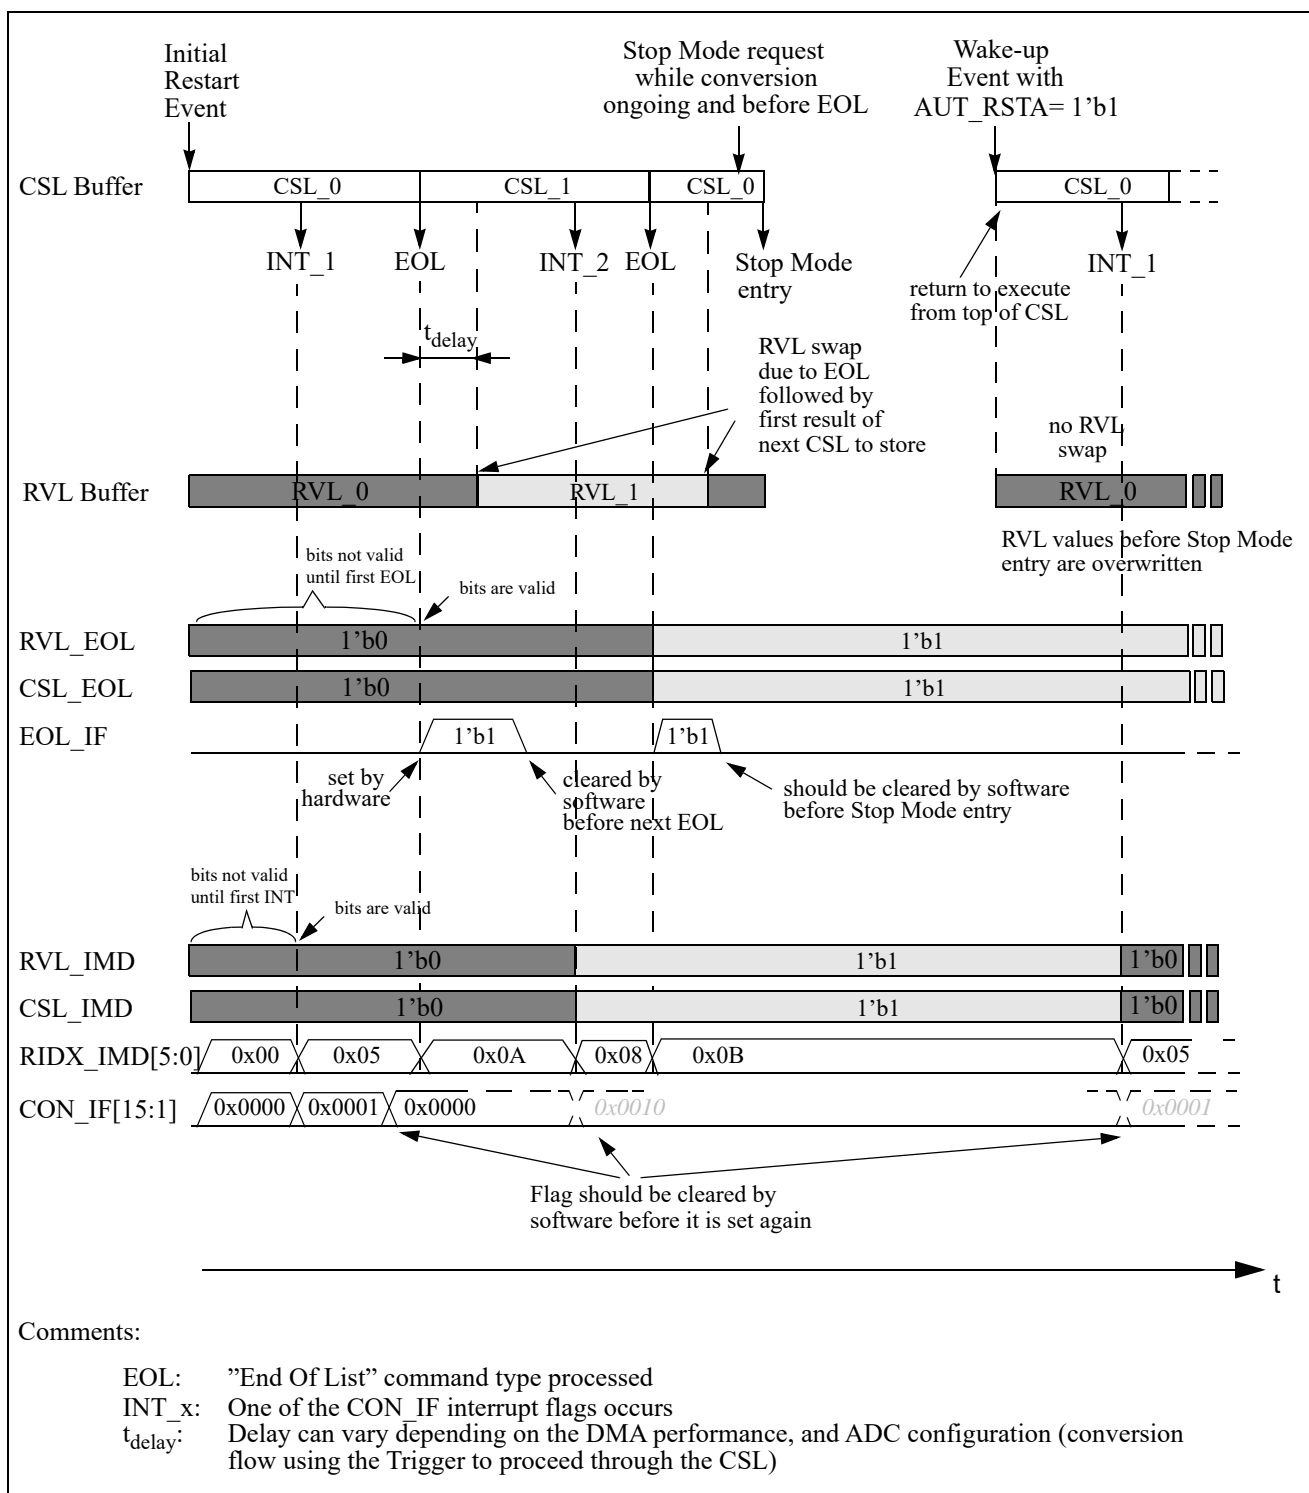 Initial
Restart
Event
Stop Mode request
while conversion
ongoing and before EOL
Wake-up
Event with
AUT_RSTA= 1’b1
CSL Buffer
CSL_0
CSL_1
CSL_0
CSL_0
INT_1
EOL
INT_2
EOL
Stop Mode
entry
INT_1
return to execute
from top of CSL
tdelay
RVL swap
due to EOL
followed by
first result of
next CSL to store
no RVL
swap
RVL Buffer
RVL_0
RVL_1
RVL_0
RVL values before Stop Mode
entry are overwritten
bits not valid
until first EOL
bits are valid
RVL_EOL
1’b0
1’b1
CSL_EOL
1’b0
1’b1
EOL_IF
1’b1
1’b1
set by
hardware
cleared by
software
before next EOL
should be cleared by software
before Stop Mode entry
bits not valid
until first INT
bits are valid
RVL_IMD
1’b0
1’b1
1’b0
CSL_IMD
1’b0
1’b1
1’b0
RIDX_IMD[5:0]
0x00
0x05
0x0A
0x08
0x0B
0x05
CON_IF[15:1]
0x0000
0x0001
0x0000
0x0010
0x0001
Flag should be cleared by
software before it is set again
t
Comments:
EOL: ”End Of List” command type processed
INT_x: One of the CON_IF interrupt flags occurs
tdelay: Delay can vary depending on the DMA performance, and ADC configuration (conversion
flow using the Trigger to proceed through the CSL)